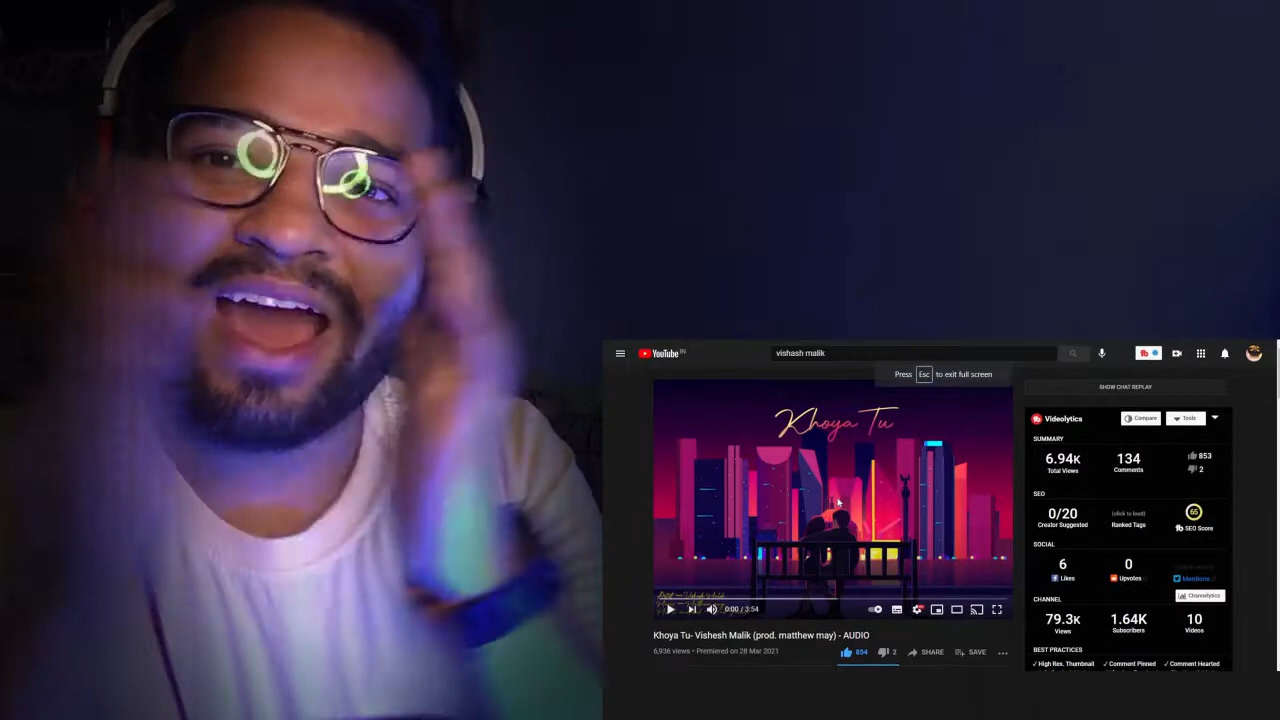 YouTube IN
vishash malik
Press Esc to exit full screen
SHOW CHAT REPLAY
Khoya Tu
Videolytics
Compare
Tools
SUMMARY
6.94K
134
853
2
Total Views
Comments
SEO
0/20
(click to load)
65
Creator Suggested
Ranked Tags
SEO Score
SOCIAL
6
0
Likes
Upvotes
Mentions
Channelytics
CHANNEL
79.3K
1.64K
10
Views
Subscribers
Videos
BEST PRACTICES
✓ High Res. Thumbnail
✓ Comment Pinned
✓ Comment Hearted
0:00 / 3:54
Khoya Tu- Vishesh Malik (prod. matthew may) - AUDIO
6,936 views • Premiered on 28 Mar 2021
854
2
SHARE
SAVE